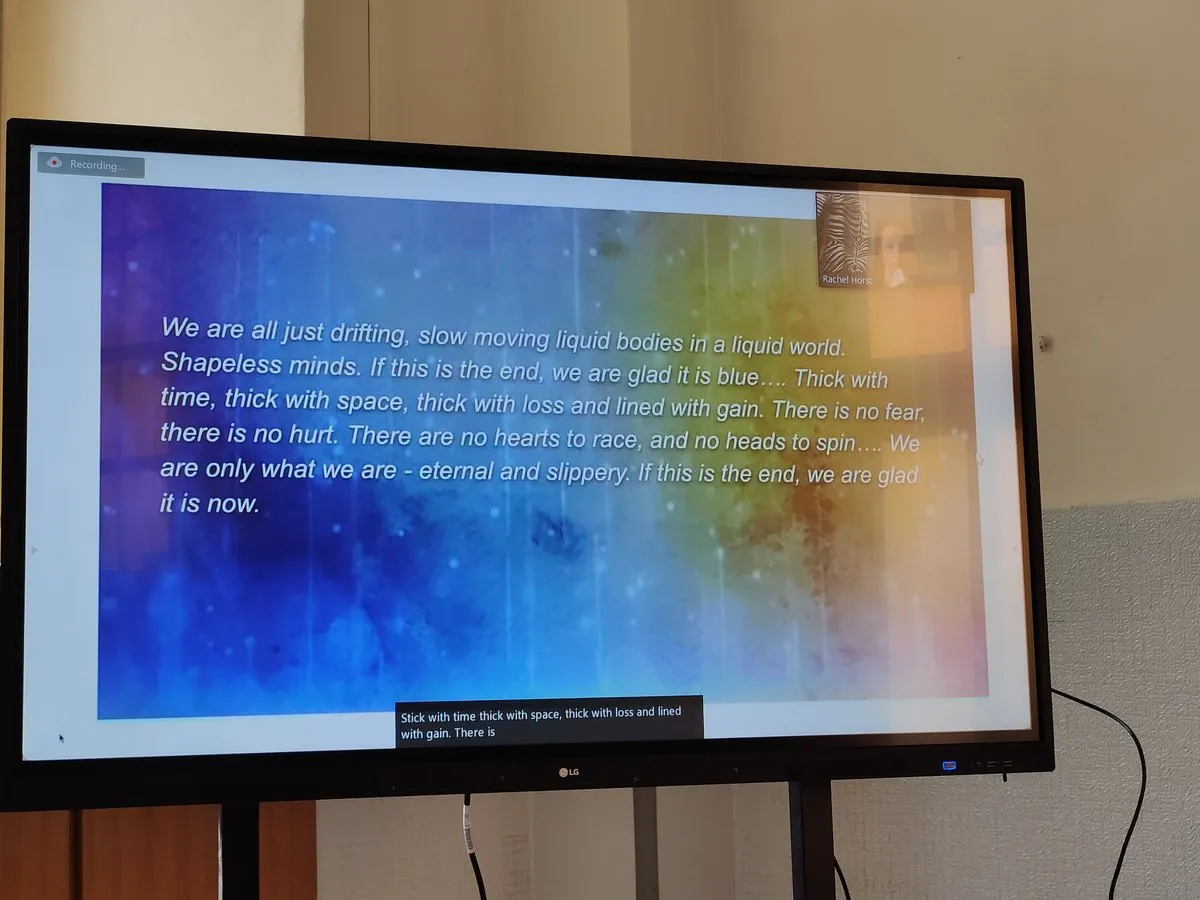 Recording...
Rachel Horst
We are all just drifting, slow moving liquid bodies in a liquid world.
Shapeless minds. If this is the end, we are glad it is blue.... Thick with
time, thick with space, thick with loss and lined with gain. There is no fear,
there is no hurt. There are no hearts to race, and no heads to spin.... We
are only what we are - eternal and slippery. If this is the end, we are glad
it is now.
Stick with time thick with space, thick with loss and lined
with gain. There is
LG